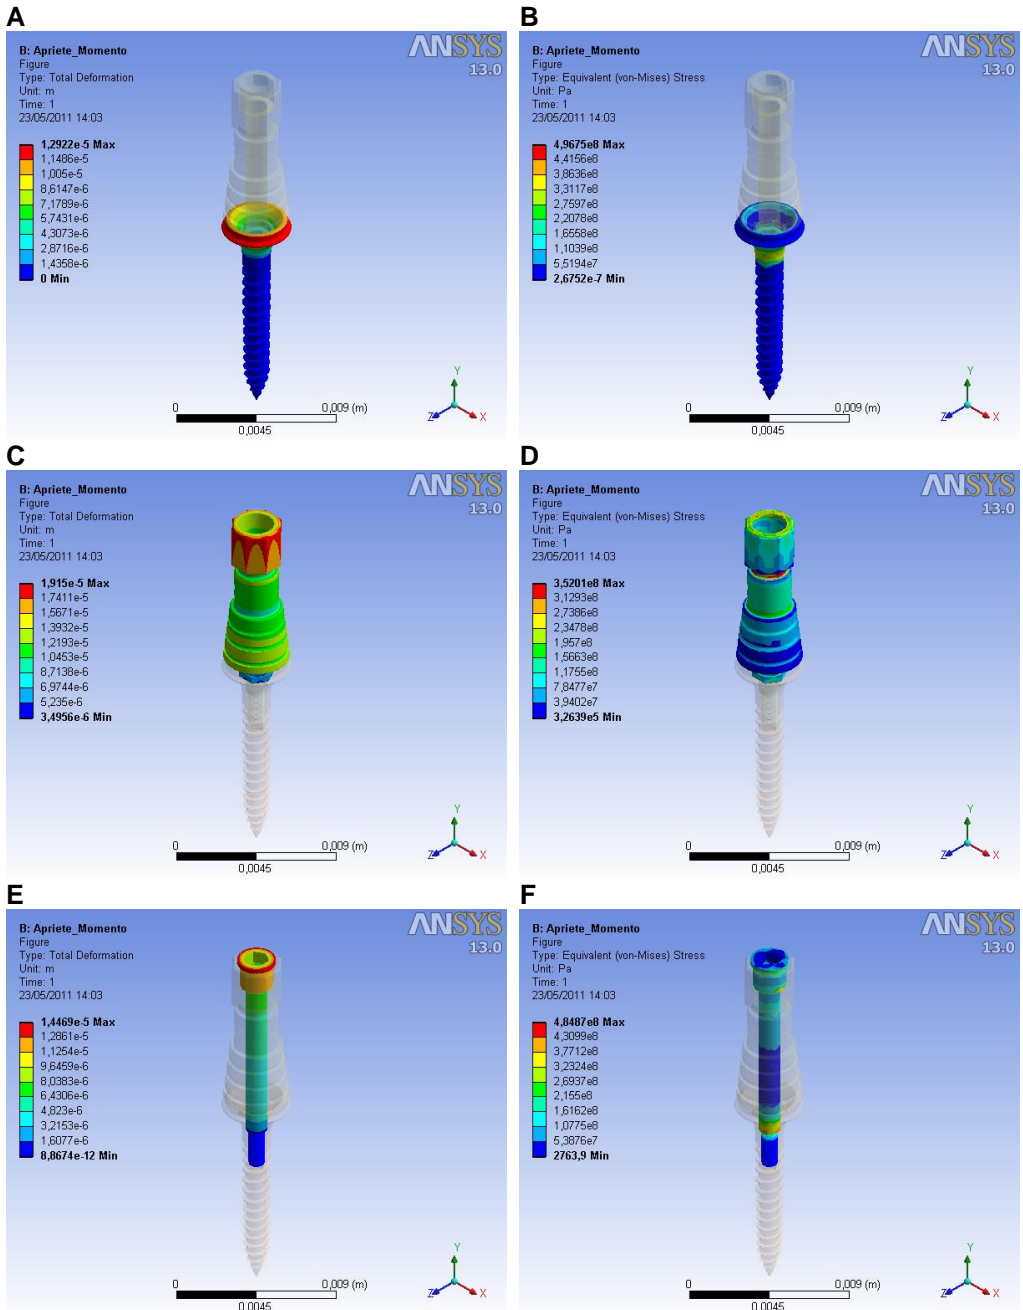 A
B: Apriete_Momento
Figure
Type: Total Deformation
Unit: m
Time: 1
23/05/2011 14:03
ANSYS
13.0
1,2922e-5 Max
1,1486e-5
1,005e-5
8,6147e-6
7,1789e-6
5,7431e-6
4,3073e-6
2,8716e-6
1,4358e-6
0 Min
0
0,009 (m)
0,0045
Y
Z
X
B
B: Apriete_Momento
Figure
Type: Equivalent (von-Mises) Stress
Unit: Pa
Time: 1
23/05/2011 14:03
ANSYS
13.0
4,9675e8 Max
4,4156e8
3,8636e8
3,3117e8
2,7597e8
2,2078e8
1,6558e8
1,1039e8
5,5194e7
2,6752e-7 Min
0
0,009 (m)
0,0045
Y
Z
X
C
B: Apriete_Momento
Figure
Type: Total Deformation
Unit: m
Time: 1
23/05/2011 14:03
ANSYS
13.0
1,915e-5 Max
1,7411e-5
1,5671e-5
1,3932e-5
1,2193e-5
1,0453e-5
8,7138e-6
6,9744e-6
5,235e-6
3,4956e-6 Min
0
0,009 (m)
0,0045
Y
Z
X
D
B: Apriete_Momento
Figure
Type: Equivalent (von-Mises) Stress
Unit: Pa
Time: 1
23/05/2011 14:03
ANSYS
13.0
3,5201e8 Max
3,1293e8
2,7386e8
2,3478e8
1,957e8
1,5663e8
1,1755e8
7,8477e7
3,9402e7
3,2639e5 Min
0
0,009 (m)
0,0045
Y
Z
X
E
B: Apriete_Momento
Figure
Type: Total Deformation
Unit: m
Time: 1
23/05/2011 14:03
ANSYS
13.0
1,4469e-5 Max
1,2861e-5
1,1254e-5
9,6459e-6
8,0383e-6
6,4306e-6
4,823e-6
3,2153e-6
1,6077e-6
8,8674e-12 Min
0
0,009 (m)
0,0045
Y
Z
X
F
B: Apriete_Momento
Figure
Type: Equivalent (von-Mises) Stress
Unit: Pa
Time: 1
23/05/2011 14:03
ANSYS
13.0
4,8487e8 Max
4,3099e8
3,7712e8
3,2324e8
2,6937e8
2,155e8
1,6162e8
1,0775e8
5,3876e7
2763,9 Min
0
0,009 (m)
0,0045
Y
Z
X